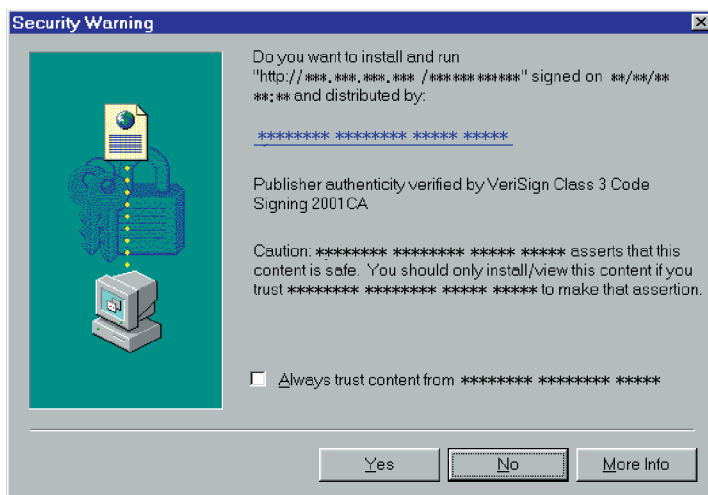 Security Warning
Do you want to install and run
"http://***.***.***.*** /***********" signed on **/**/**
**:** and distributed by:
******** ******** ***** *****
Publisher authenticity verified by VeriSign Class 3 Code
Signing 2001CA
Caution: ******** ******** ***** ***** asserts that this
content is safe. You should only install/view this content if you
trust ******** ******** ***** ***** to make that assertion.
Always trust content from ******** ******** *****
Yes
No
More Info